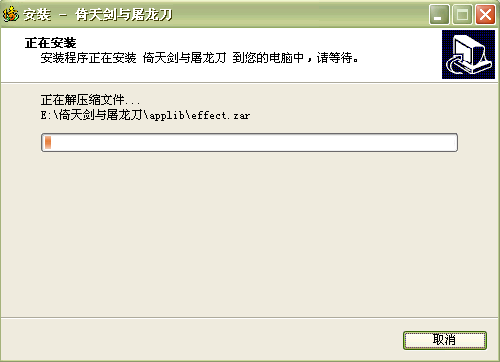 安装 - 倚天剑与屠龙刀
正在安装
安装程序正在安装 倚天剑与屠龙刀 到您的电脑中，请等待。
正在解压缩文件...
E:\倚天剑与屠龙刀\applib\effect.zar
取消